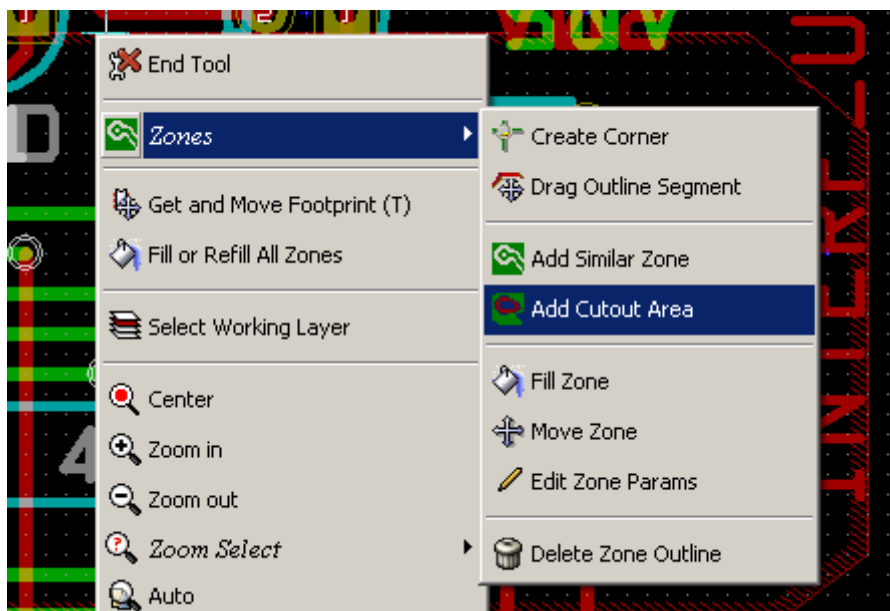 End Tool
Zones
Get and Move Footprint (T)
Fill or Refill All Zones
Select Working Layer
Center
Zoom in
Zoom out
Zoom Select
Auto
Create Corner
Drag Outline Segment
Add Similar Zone
Add Cutout Area
Fill Zone
Move Zone
Edit Zone Params
Delete Zone Outline